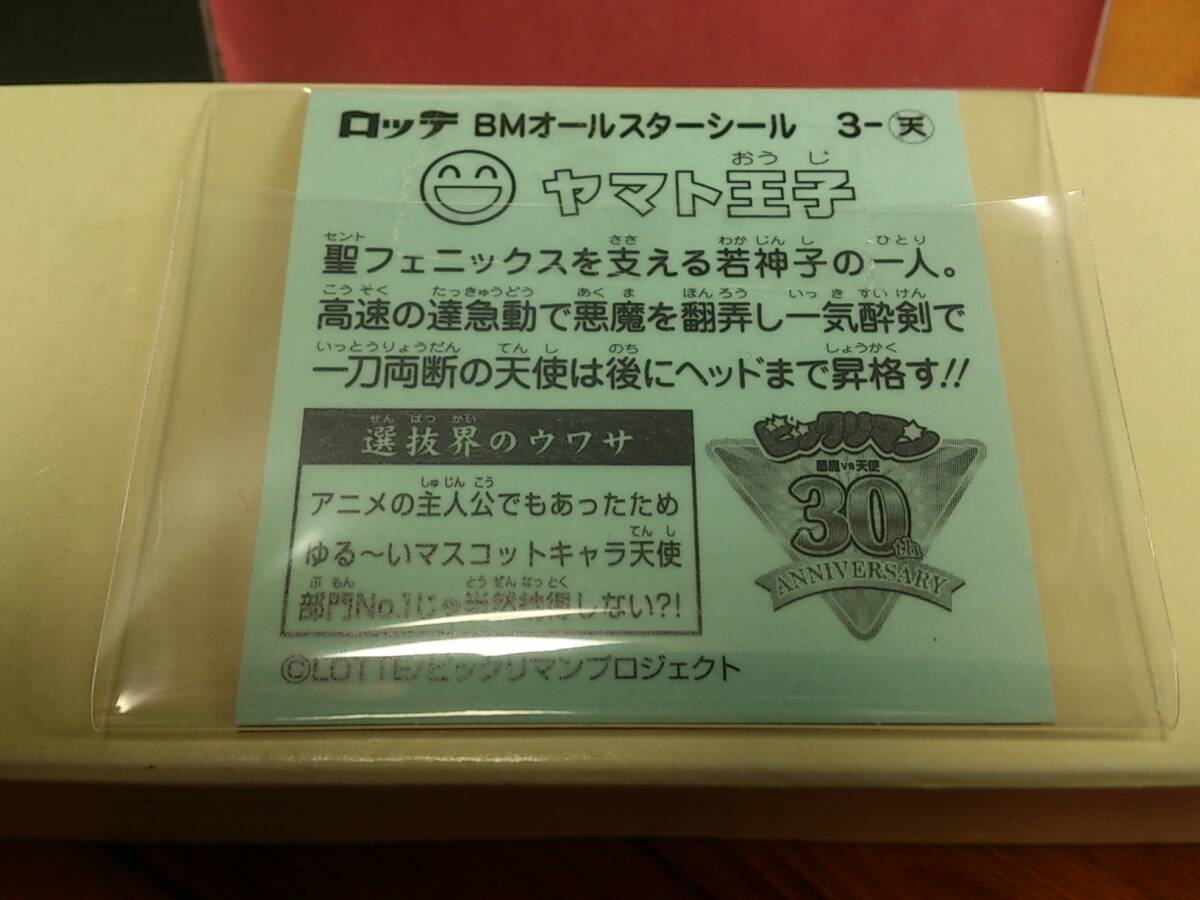 ロッテ BMオールスターシール 3-㊝天
おうじ
ヤマト王子
セント ささ わかじんし ひとり
聖フェニックスを支える若神子の一人。
こうそく たっきゅうどう あくま ほんろう いっきすいけん
高速の達急動で悪魔を翻弄し一気酔剣で
いっとうりょうだん てんし のち しょうかく
一刀両断の天使は後にヘッドまで昇格す!!
せんばつかい
選抜界のウワサ
しゅじんこう
アニメの主人公でもあったため
てんし
ゆる〜いマスコットキャラ天使
ぶもん とうぜんなっとく
部門No.1じゃ当然納得しない?!
ビックリマン
悪魔vs天使
30th
ANNIVERSARY
©LOTTE/ビックリマンプロジェクト